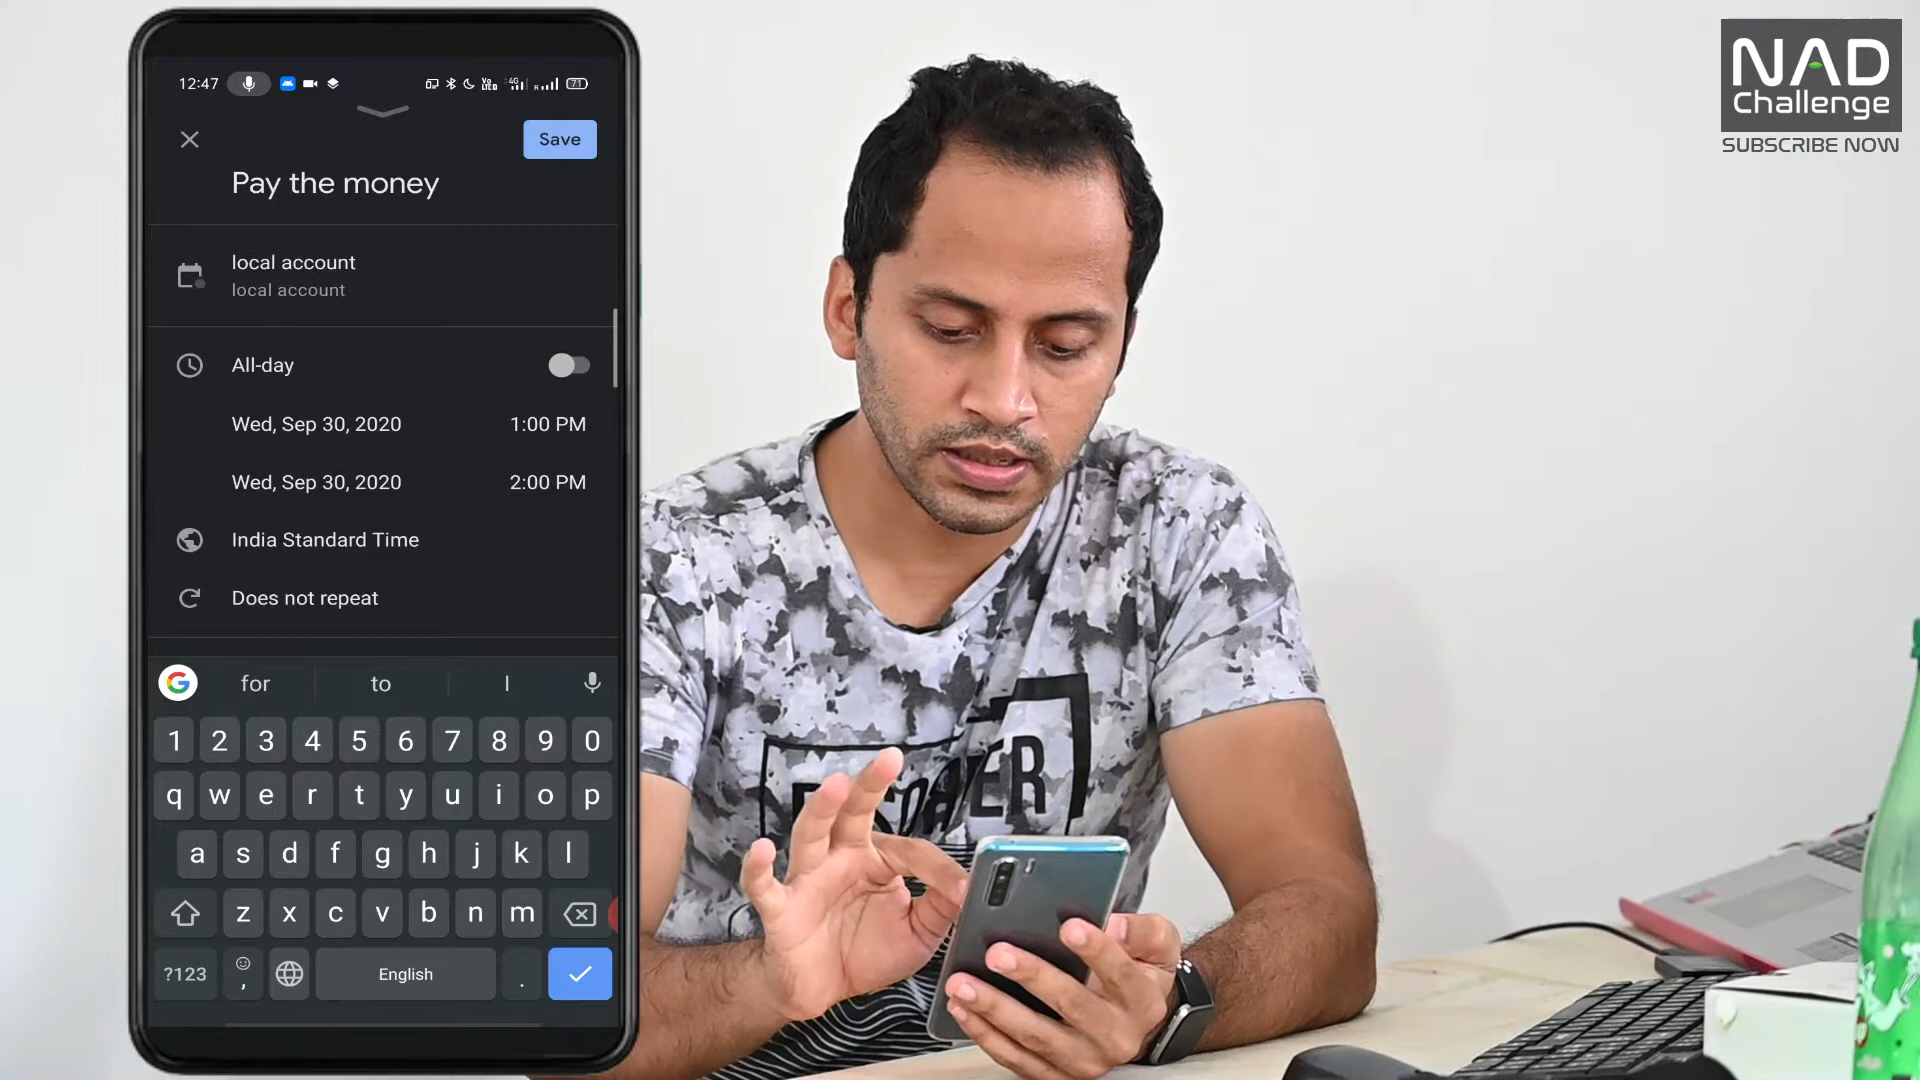 12:47
Save
Pay the money
local account
local account
All-day
Wed, Sep 30, 2020 1:00 PM
Wed, Sep 30, 2020 2:00 PM
India Standard Time
Does not repeat
for to I
1 2 3 4 5 6 7 8 9 0
q w e r t y u i o p
a s d f g h j k l
z x c v b n m
?123 , English .
NAD
Challenge
SUBSCRIBE NOW